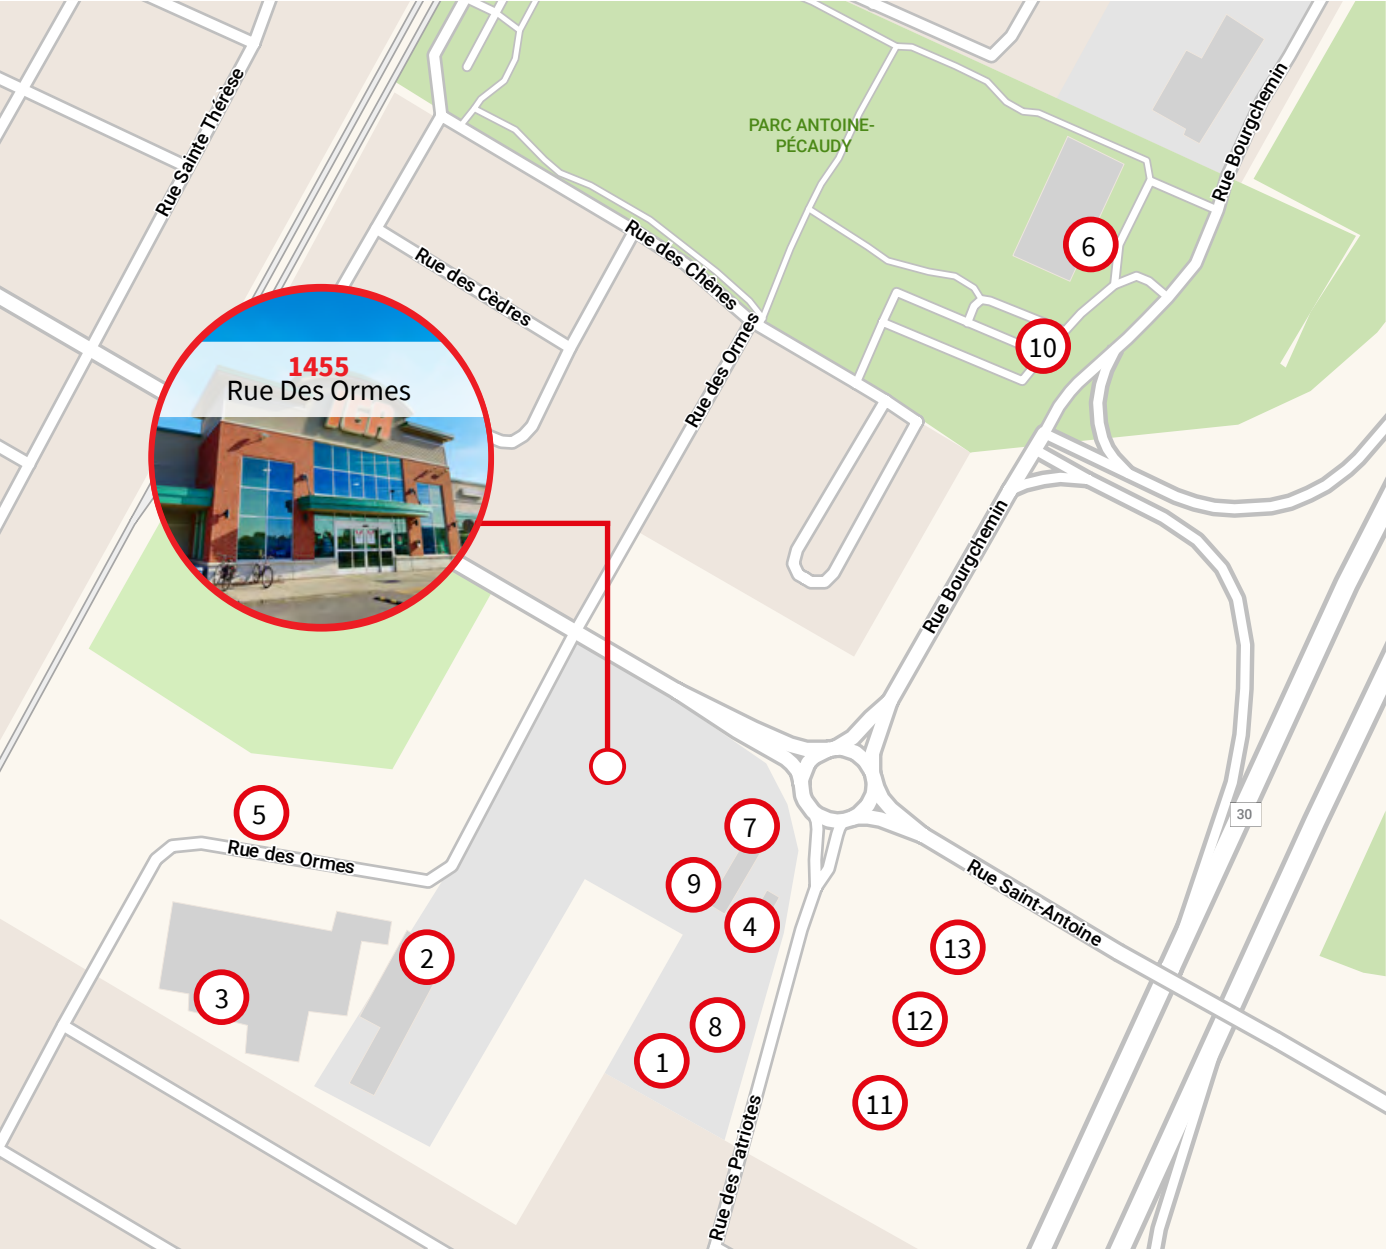 Rue Sainte Thérèse
PARC ANTOINE-
PÉCAUDY
Rue Bourgchemin
Rue des Chênes
Rue des Cèdres
6
10
Rue des Ormes
1455
Rue Des Ormes
IGA
Rue Bourgchemin
5
Rue des Ormes
7
30
9
4
Rue Saint-Antoine
2
13
3
12
8
1
11
Rue des Patriotes